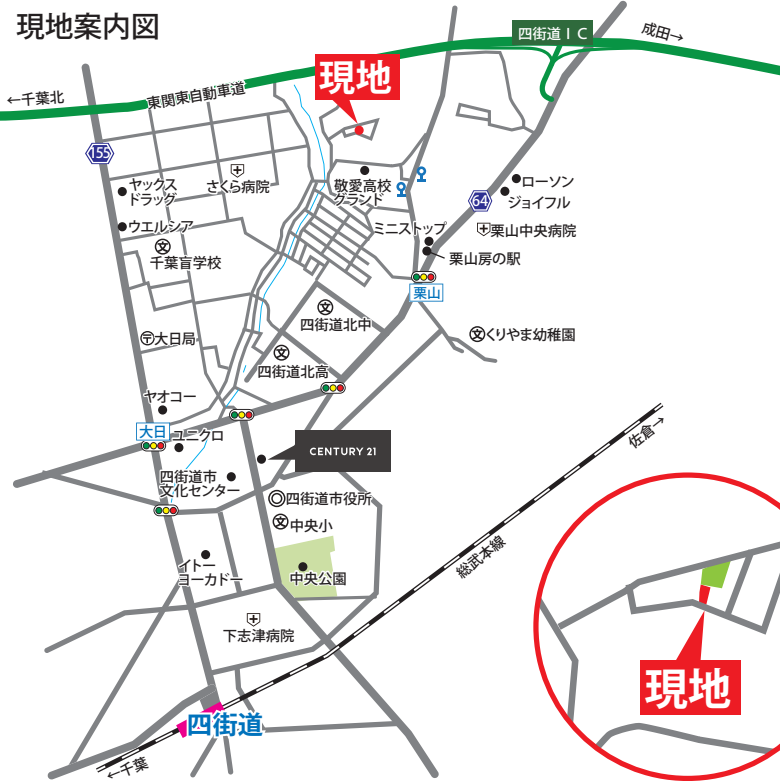 現地案内図
四街道IC
成田→
←千葉北
東関東自動車道
現地
155
ヤックス
ドラッグ
さくら病院
敬愛高校
グランド
ローソン
ジョイフル
64
ウエルシア
ミニストップ
栗山中央病院
文
千葉盲学校
栗山房の駅
栗山
文
四街道北中
〒大日局
文くりやま幼稚園
文
四街道北高
ヤオコー
大日
ユニクロ
CENTURY 21
佐倉→
四街道市
文化センター
◎四街道市役所
文中央小
総武本線
イトー
ヨーカドー
中央公園
下志津病院
現地
四街道
←千葉